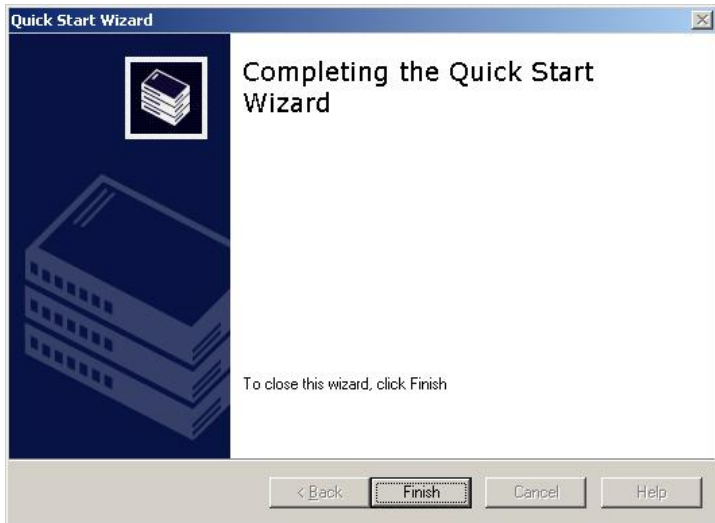 Quick Start Wizard
Completing the Quick Start
Wizard
To close this wizard, click Finish
< Back
Finish
Cancel
Help